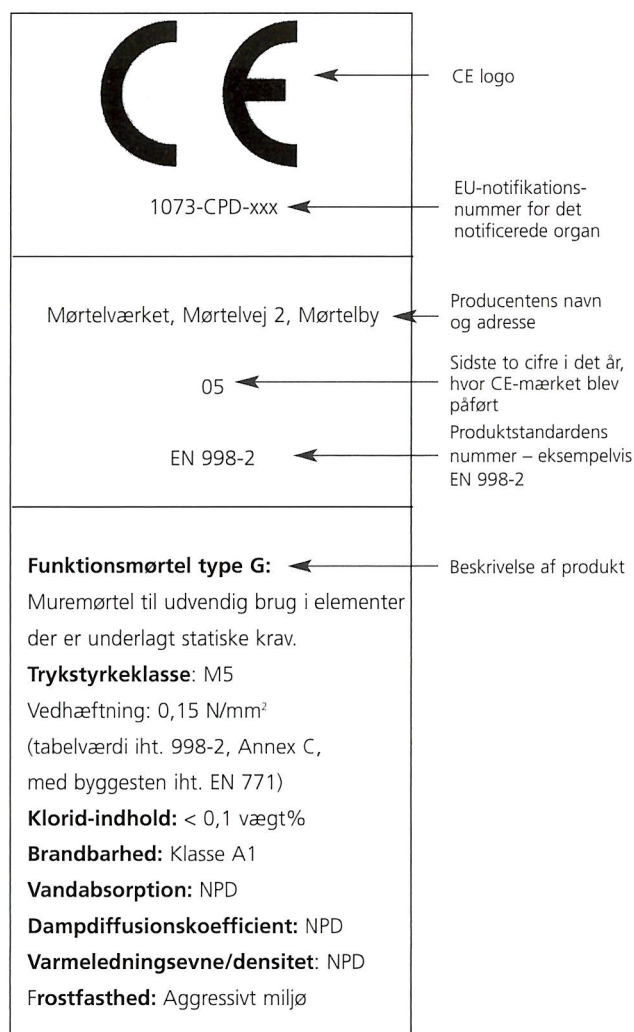 CE
CE logo
1073-CPD-xxx
EU-notifikations-
nummer for det
notificerede organ
Mørtelværket, Mørtelvej 2, Mørtelby
Producentens navn
og adresse
05
Sidste to cifre i det år,
hvor CE-mærket blev
påført
EN 998-2
Produktstandardens
nummer – eksempelvis
EN 998-2
Funktionsmørtel type G:
Beskrivelse af produkt
Muremørtel til udvendig brug i elementer
der er underlagt statiske krav.
Trykstyrkeklasse: M5
Vedhæftning: 0,15 N/mm²
(tabelværdi iht. 998-2, Annex C,
med byggesten iht. EN 771)
Klorid-indhold: < 0,1 vægt%
Brandbarhed: Klasse A1
Vandabsorption: NPD
Dampdiffusionskoefficient: NPD
Varmeledningsevne/densitet: NPD
Frostfasthed: Aggressivt miljø